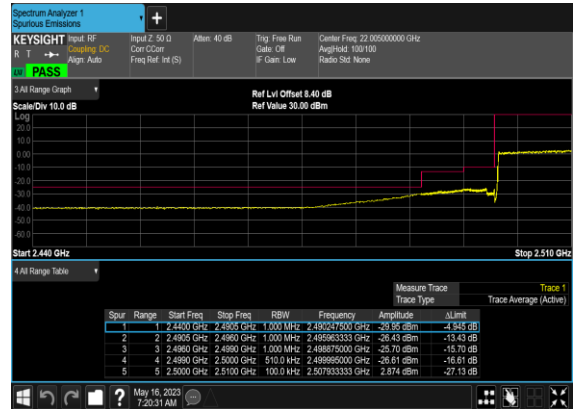 Spectrum Analyzer 1
Spurious Emissions
+
KEYSIGHT Input: RF Input Z: 50 Ω Atten: 40 dB Trig: Free Run Center Freq: 22.005000000 GHz
R T Coupling: DC Corr CCorr Gate: Off Avg|Hold: 100/100
Align: Auto Freq Ref: Int (S) IF Gain: Low Radio Std: None
PASS
3 All Range Graph Ref Lvl Offset 8.40 dB
Scale/Div 10.0 dB Ref Value 30.00 dBm
Log
20.0
10.0
0.00
-10.0
-20.0
-30.0
-40.0
-50.0
-60.0
Start 2.440 GHz Stop 2.510 GHz
4 All Range Table
Measure Trace Trace 1
Trace Type Trace Average (Active)
Spur Range Start Freq Stop Freq RBW Frequency Amplitude ΔLimit
1 1 2.4400 GHz 2.4905 GHz 1.000 MHz 2.490247500 GHz -29.95 dBm -4.945 dB
2 2 2.4905 GHz 2.4960 GHz 1.000 MHz 2.495963333 GHz -26.43 dBm -13.43 dB
3 3 2.4960 GHz 2.4990 GHz 1.000 MHz 2.498875000 GHz -25.70 dBm -15.70 dB
4 4 2.4990 GHz 2.5000 GHz 510.0 kHz 2.499995000 GHz -26.61 dBm -16.61 dB
5 5 2.5000 GHz 2.5100 GHz 100.0 kHz 2.507933333 GHz 2.874 dBm -27.13 dB
? May 16, 2023
7:20:31 AM